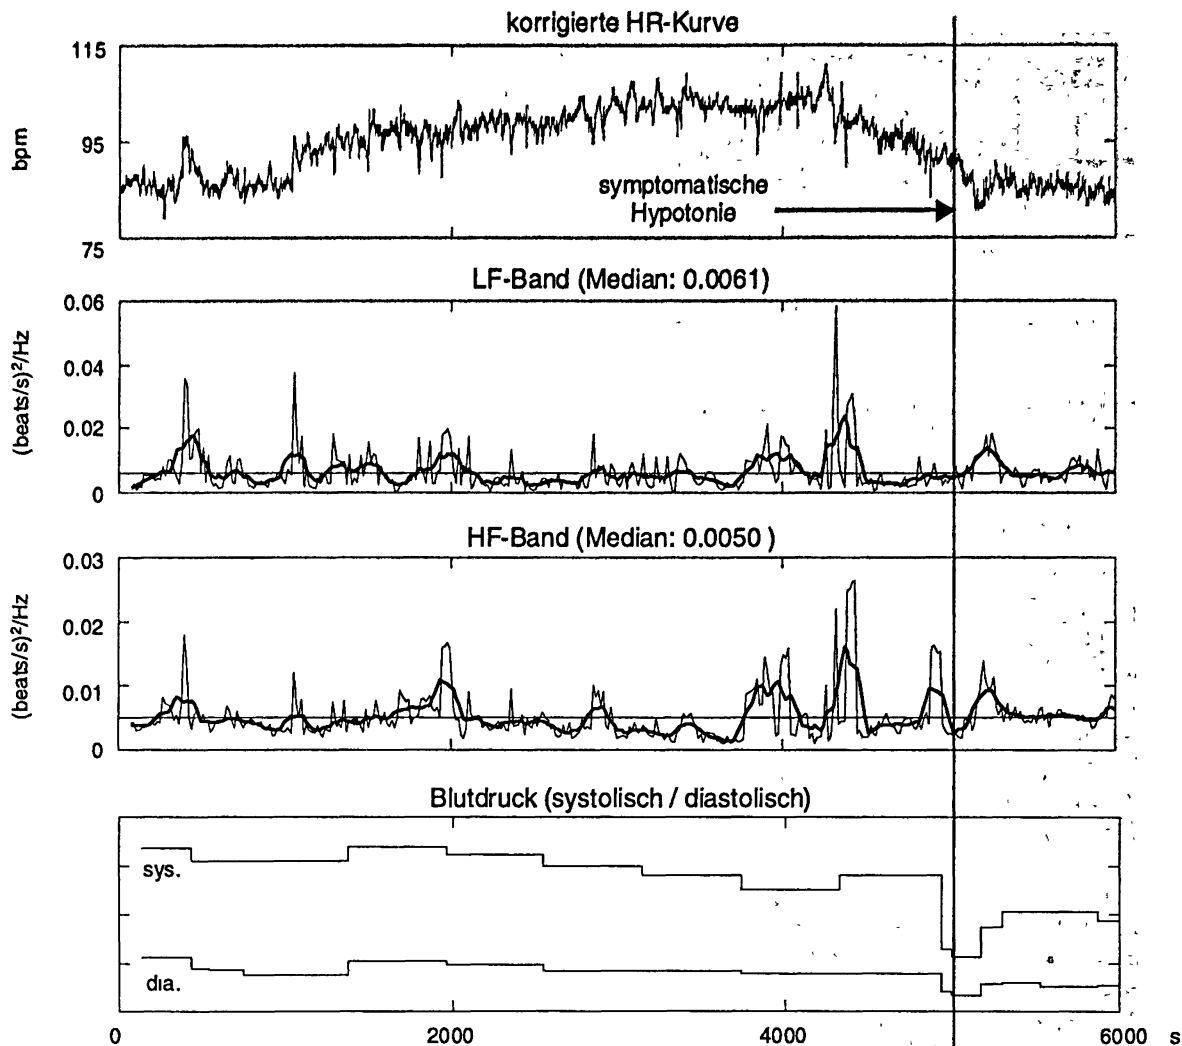 korrigierte HR-Kurve
115
95
75
bpm
symptomatische
Hypotonie
LF-Band (Median: 0.0061)
0.06
0.04
0.02
0
(beats/s)²/Hz
HF-Band (Median: 0.0050 )
0.03
0.02
0.01
0
(beats/s)²/Hz
Blutdruck (systolisch / diastolisch)
sys.
dia.
0
2000
4000
6000
s